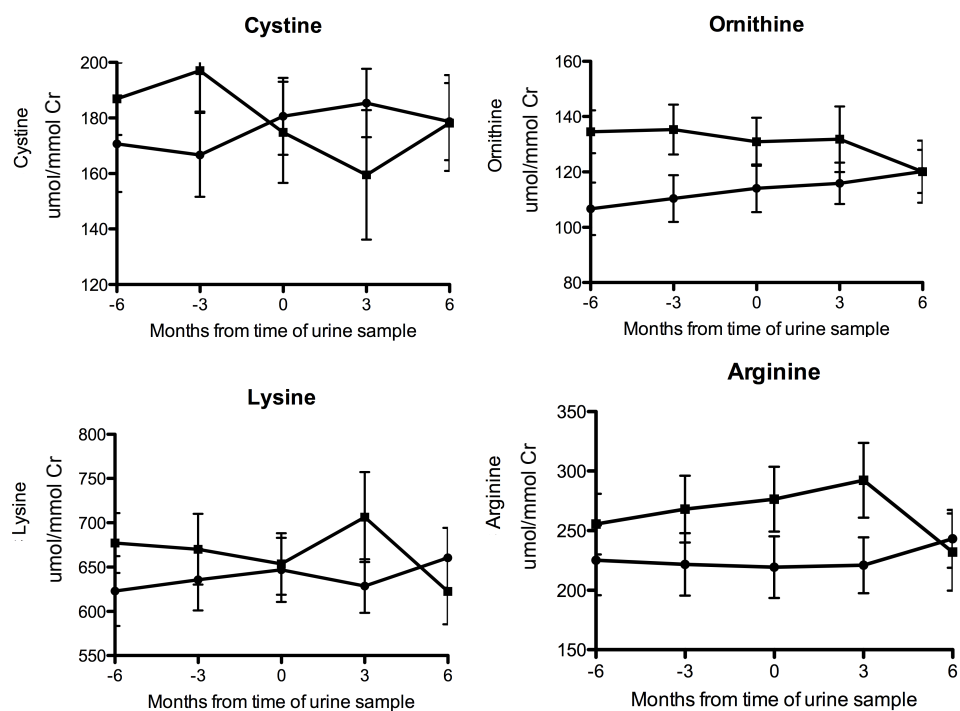 Cystine
Cystine
umol/mmol Cr
200
180
160
140
120
-6 -3 0 3 6
Months from time of urine sample
Ornithine
Ornithine
umol/mmol Cr
160
140
120
100
80
-6 -3 0 3 6
Months from time of urine sample
Lysine
: Lysine
umol/mmol Cr
800
750
700
650
600
550
-6 -3 0 3 6
Months from time of urine sample
Arginine
Arginine
umol/mmol Cr
350
300
250
200
150
-6 -3 0 3 6
Months from time of urine sample